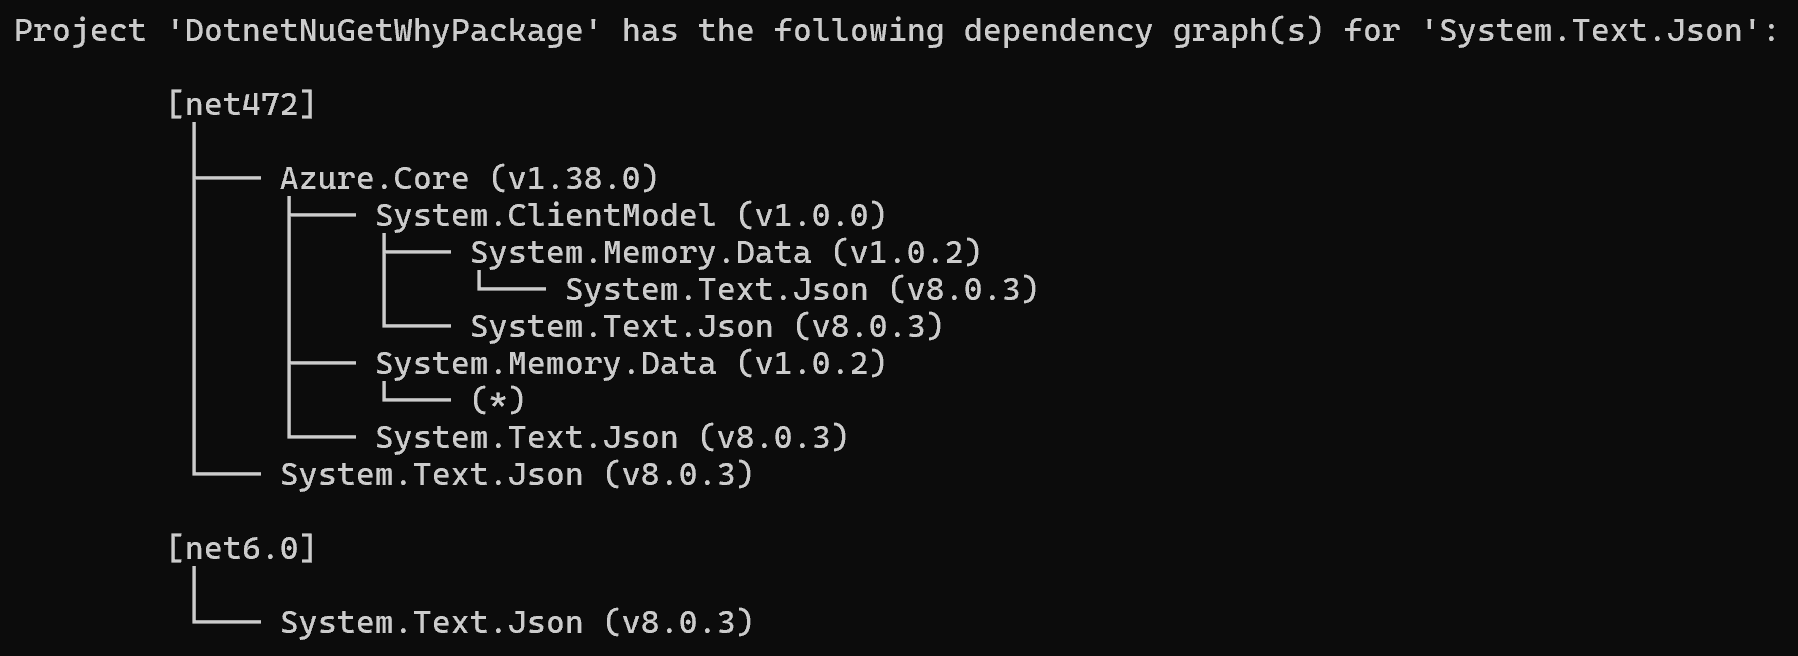 Project 'DotnetNuGetWhyPackage' has the following dependency graph(s) for 'System.Text.Json':
[net472]
Azure.Core (v1.38.0)
System.ClientModel (v1.0.0)
System.Memory.Data (v1.0.2)
System.Text.Json (v8.0.3)
System.Text.Json (v8.0.3)
System.Memory.Data (v1.0.2)
(*)
System.Text.Json (v8.0.3)
System.Text.Json (v8.0.3)
[net6.0]
System.Text.Json (v8.0.3)